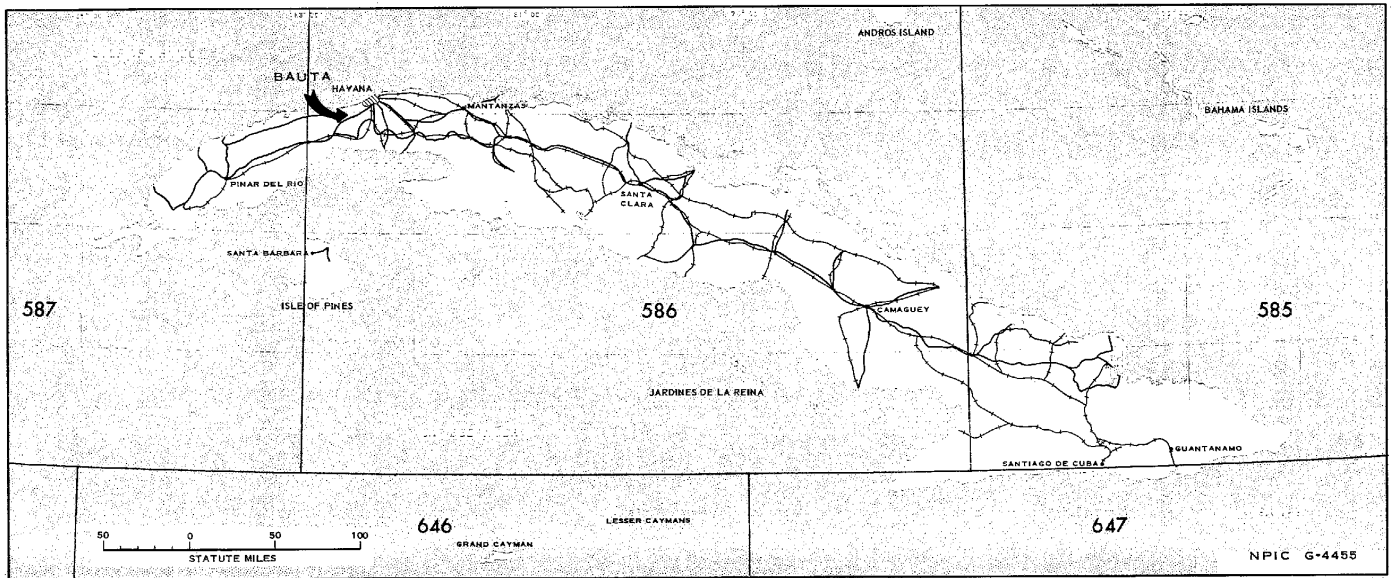 ANDROS ISLAND
BAUTA
HAVANA
MANTANZAS
BAHAMA ISLANDS
PINAR DEL RIO
SANTA
CLARA
SANTA BARBARA
587
ISLE OF PINES
586
CAMAGUEY
585
JARDINES DE LA REINA
GUANTANAMO
SANTIAGO DE CUBA
646
LESSER CAYMANS
647
50 0 50 100
GRAND CAYMAN
STATUTE MILES
NPIC G-4455